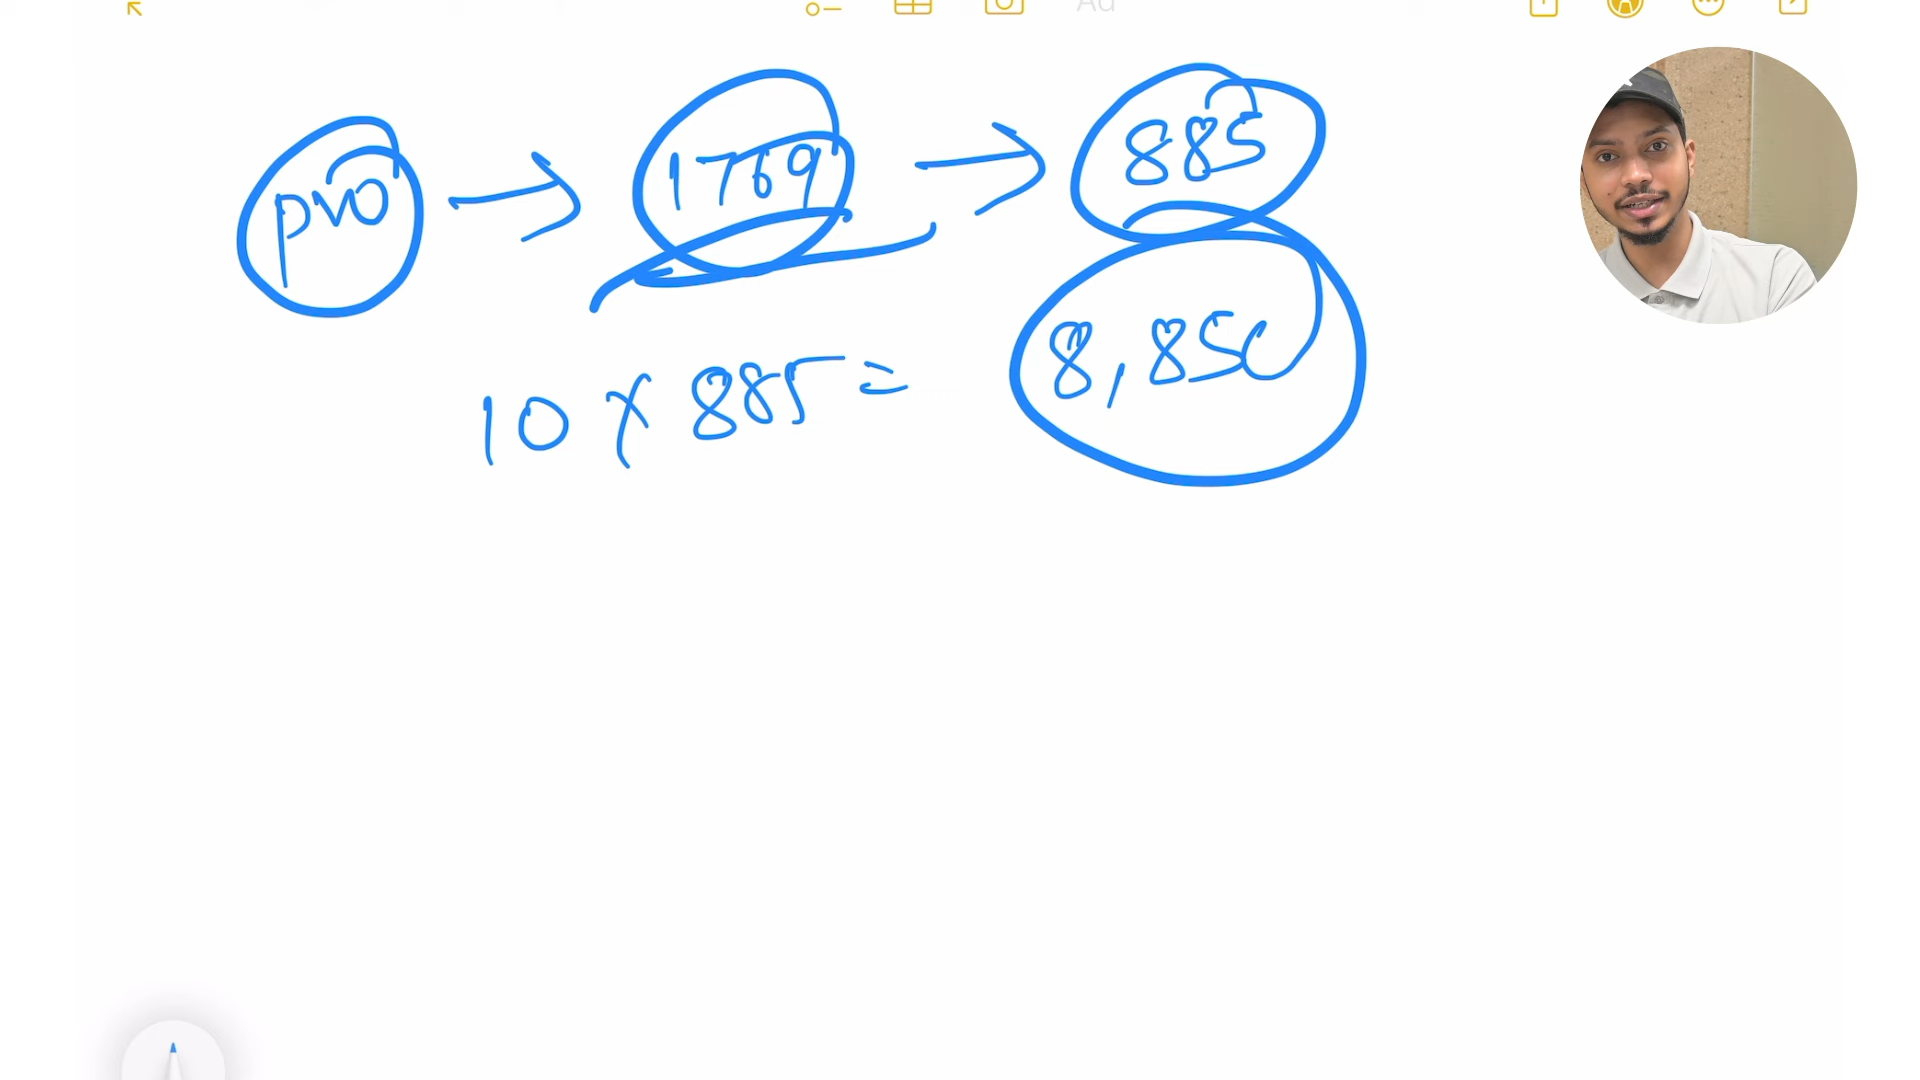 pro → 1769 → 885
10 x 885 = 8,850